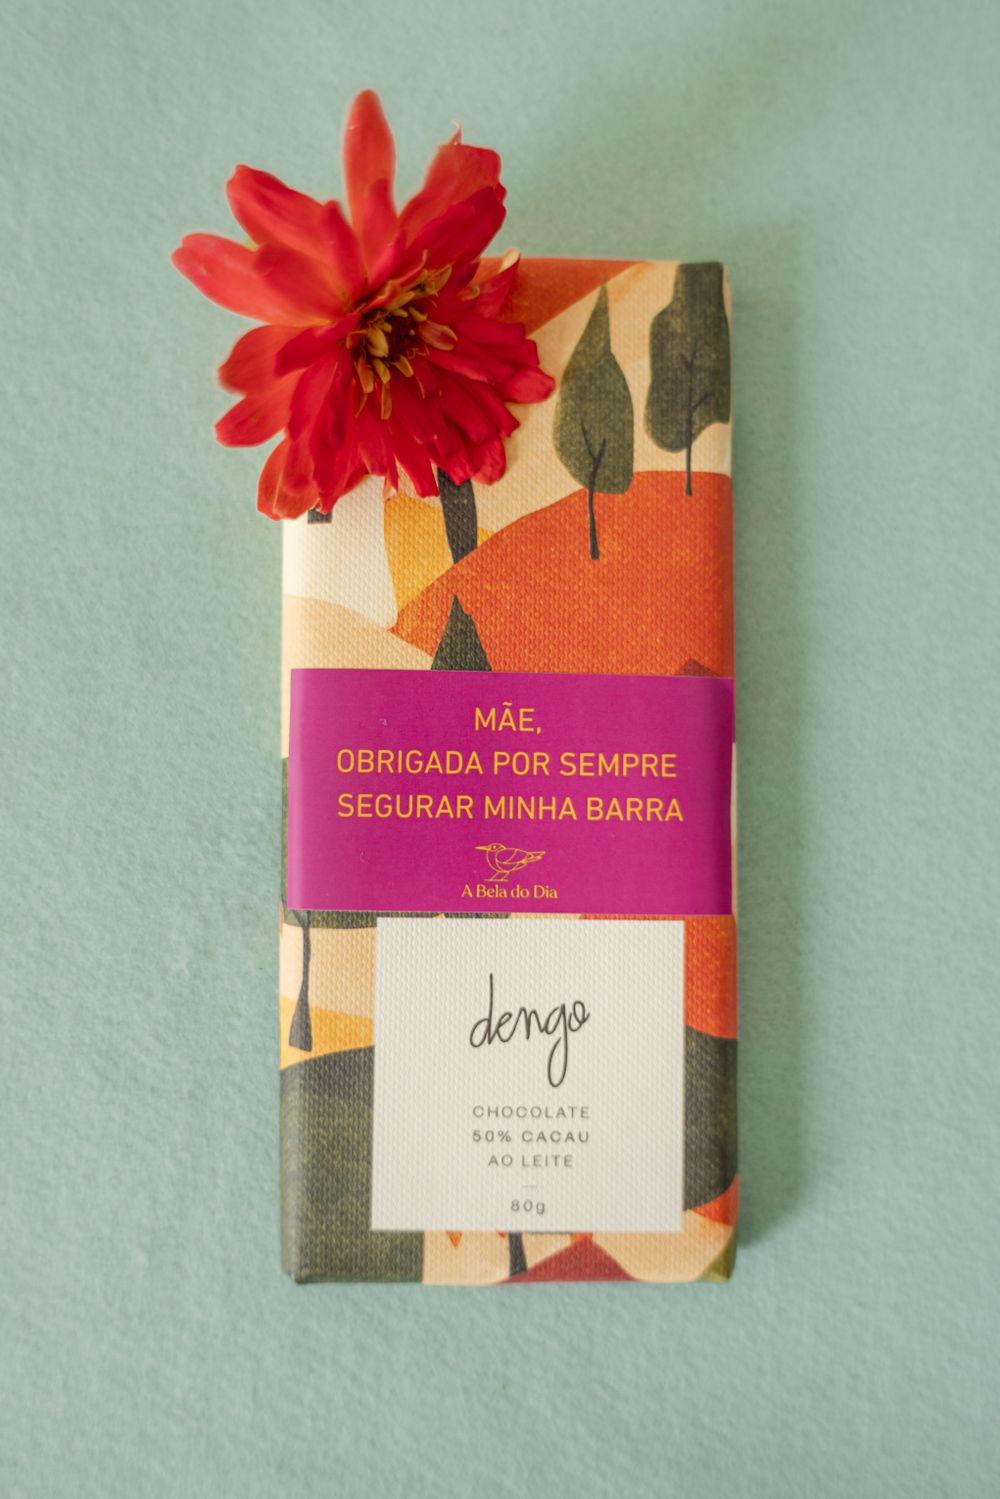 MÃE,
OBRIGADA POR SEMPRE
SEGURAR MINHA BARRA
A Bela do Dia
dengo
CHOCOLATE
50% CACAU
AO LEITE
80g